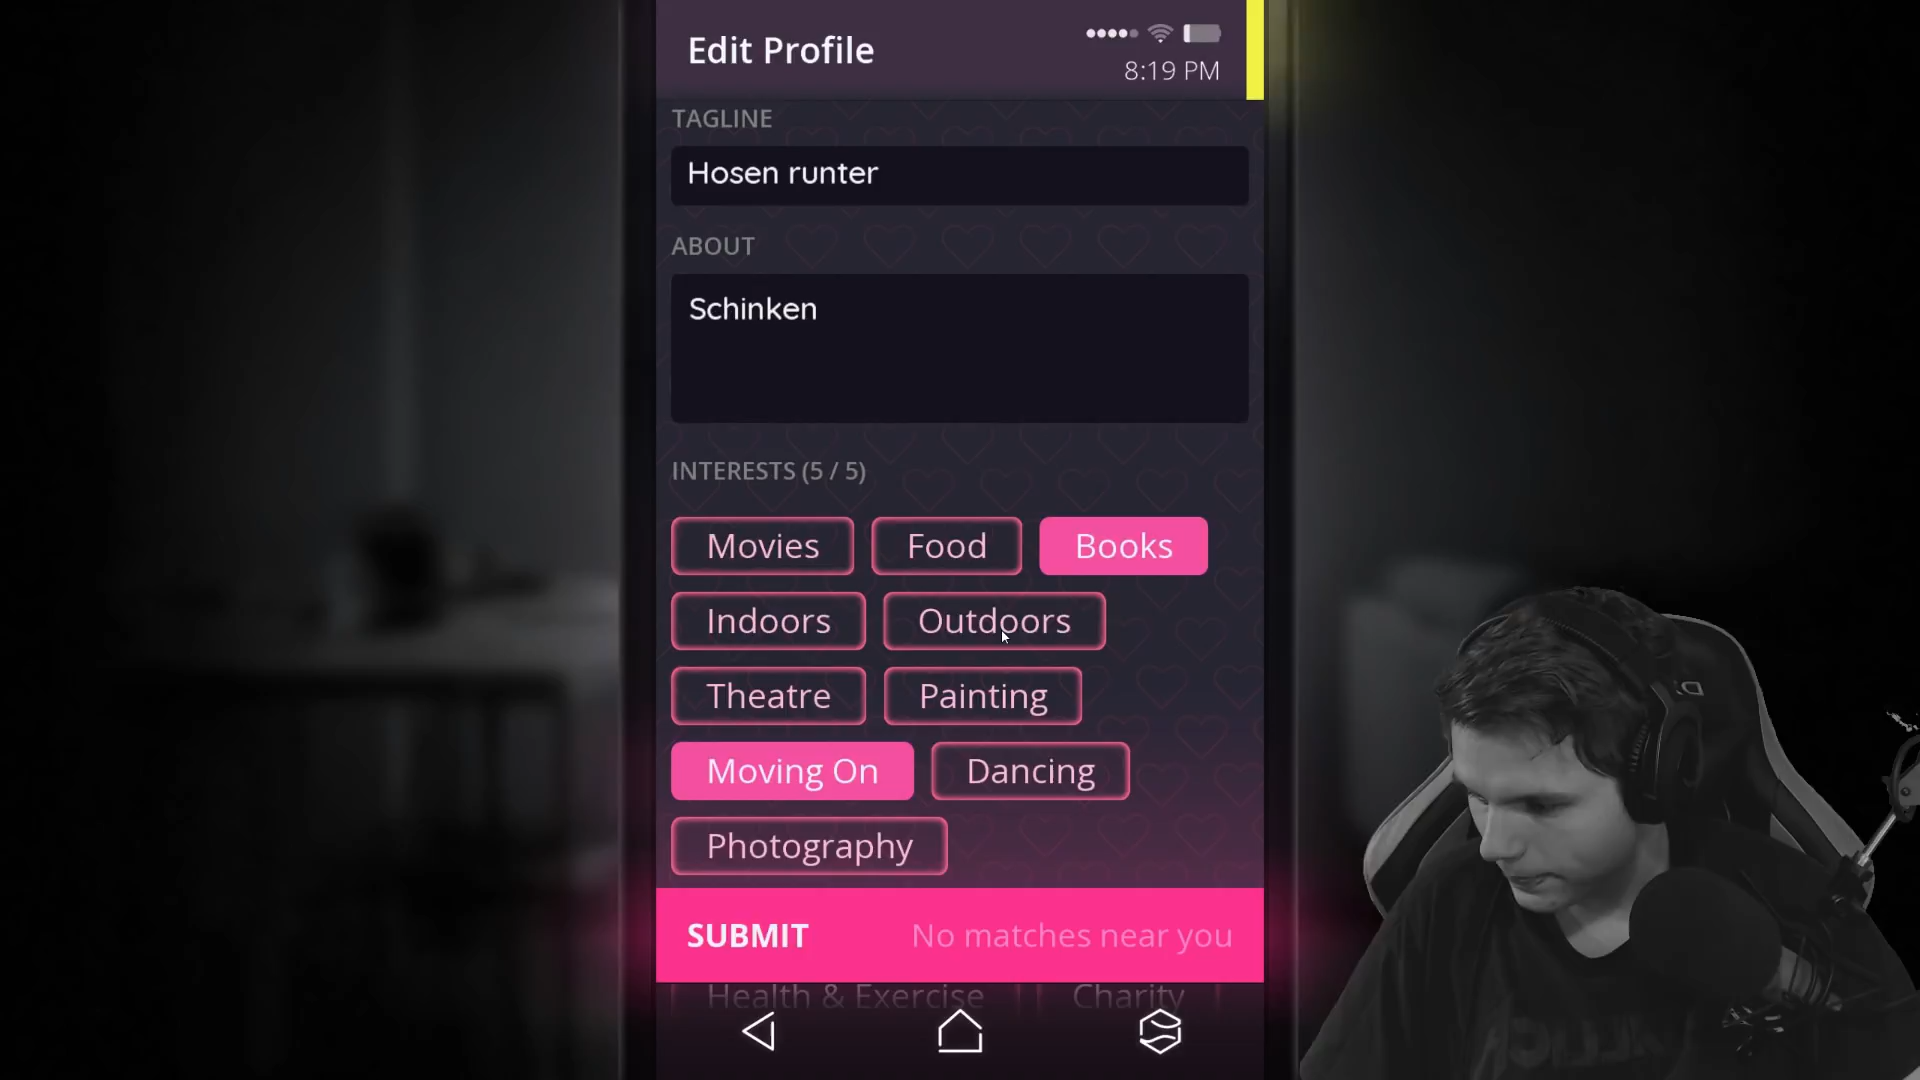 Edit Profile
8:19 PM
TAGLINE
Hosen runter
ABOUT
Schinken
INTERESTS (5 / 5)
Movies Food Books
Indoors Outdoors
Theatre Painting
Moving On Dancing
Photography
SUBMIT No matches near you
Health & Exercise Charity